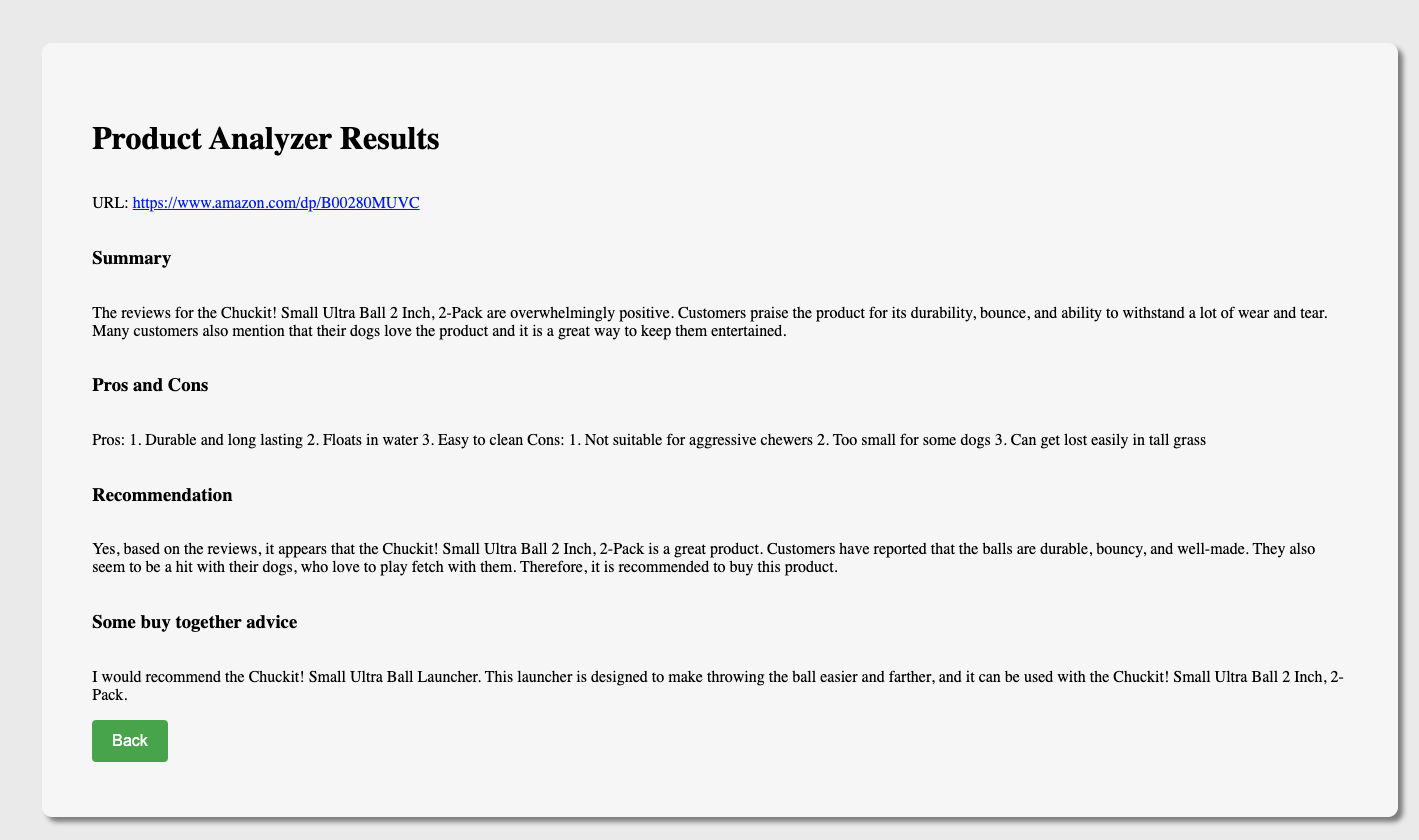 Product Analyzer Results
URL: https://www.amazon.com/dp/B00280MUVC
Summary
The reviews for the Chuckit! Small Ultra Ball 2 Inch, 2-Pack are overwhelmingly positive. Customers praise the product for its durability, bounce, and ability to withstand a lot of wear and tear.
Many customers also mention that their dogs love the product and it is a great way to keep them entertained.
Pros and Cons
Pros: 1. Durable and long lasting 2. Floats in water 3. Easy to clean Cons: 1. Not suitable for aggressive chewers 2. Too small for some dogs 3. Can get lost easily in tall grass
Recommendation
Yes, based on the reviews, it appears that the Chuckit! Small Ultra Ball 2 Inch, 2-Pack is a great product. Customers have reported that the balls are durable, bouncy, and well-made. They also
seem to be a hit with their dogs, who love to play fetch with them. Therefore, it is recommended to buy this product.
Some buy together advice
I would recommend the Chuckit! Small Ultra Ball Launcher. This launcher is designed to make throwing the ball easier and farther, and it can be used with the Chuckit! Small Ultra Ball 2 Inch, 2-
Pack.
Back